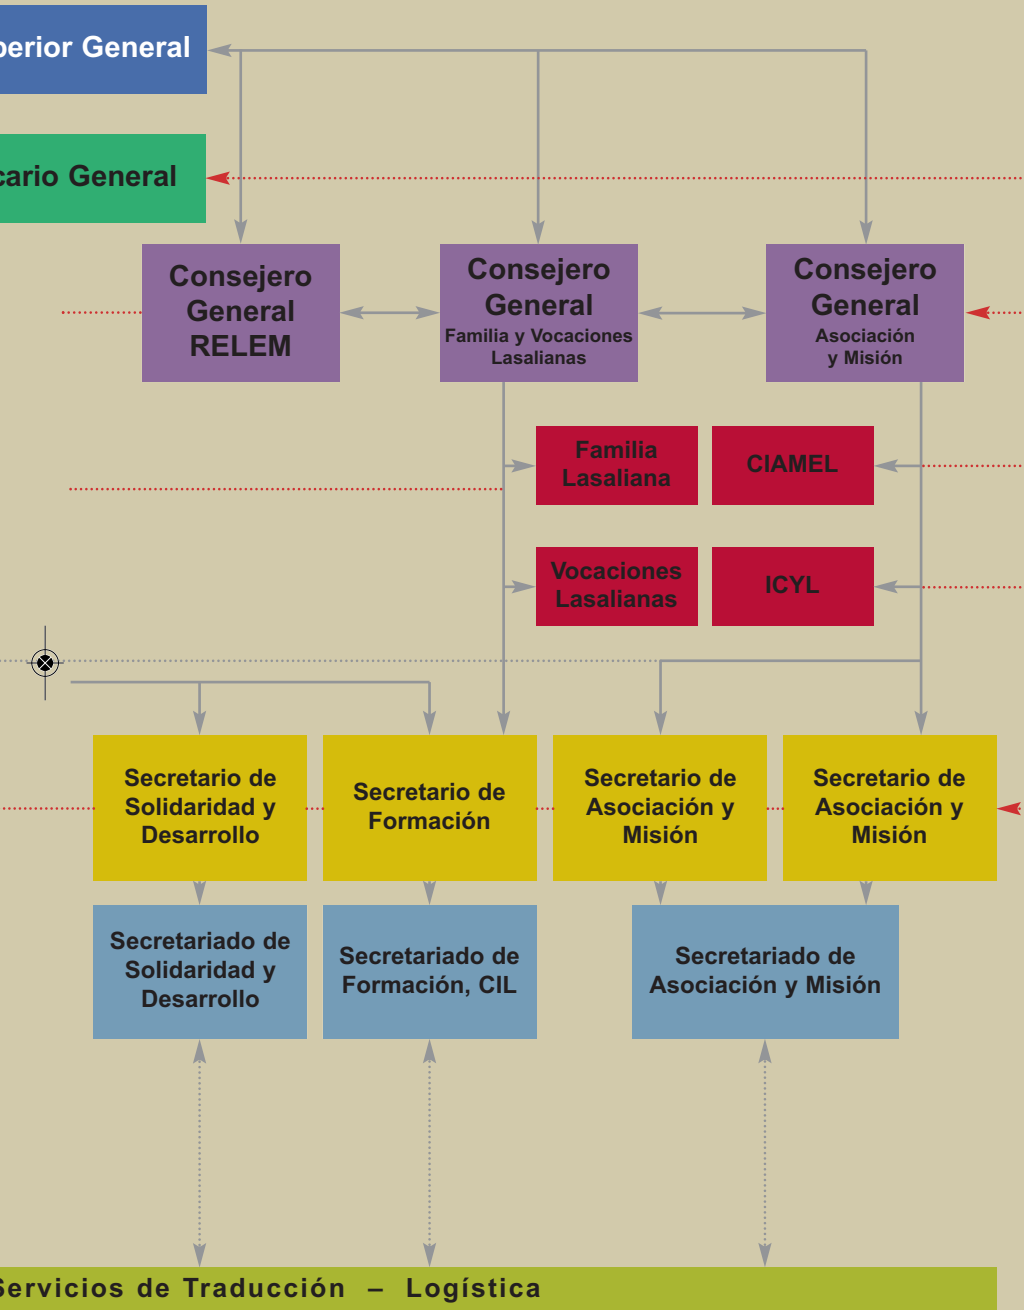 perior General
cario General
Consejero
General
RELEM
Consejero
General
Familia y Vocaciones
Lasalianas
Consejero
General
Asociación
y Misión
Familia
Lasaliana
CIAMEL
Vocaciones
Lasalianas
ICYL
Secretario de
Solidaridad y
Desarrollo
Secretario de
Formación
Secretario de
Asociación y
Misión
Secretario de
Asociación y
Misión
Secretariado de
Solidaridad y
Desarrollo
Secretariado de
Formación, CIL
Secretariado de
Asociación y Misión
Servicios de Traducción – Logística